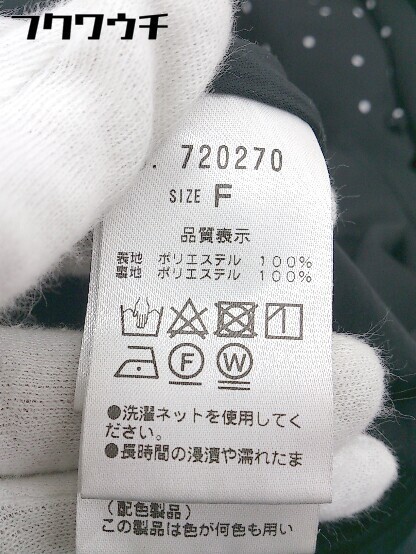 フクワウチ
. 720270
SIZE F
品質表示
表地 ポリエステル 100%
裏地 ポリエステル 100%
F W
●洗濯ネットを使用してく
ださい。
●長時間の浸漬や濡れたま
(配色製品)
この製品は色が何色も用い